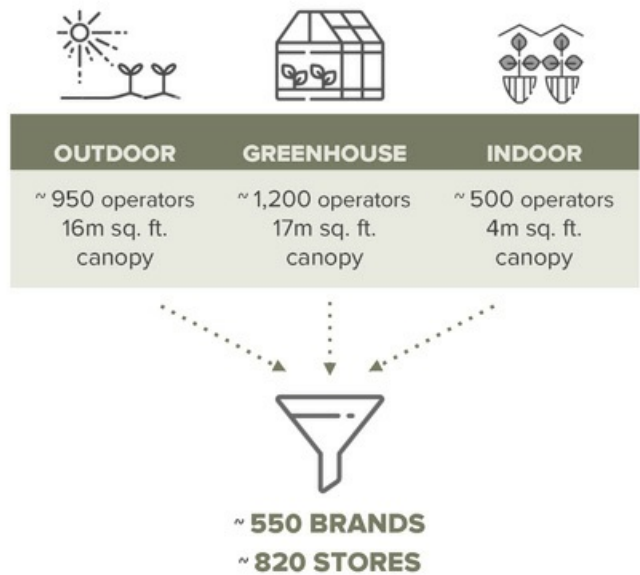 OUTDOOR GREENHOUSE INDOOR
~ 950 operators ~ 1,200 operators ~ 500 operators
16m sq. ft. 17m sq. ft. 4m sq. ft.
canopy canopy canopy
~ 550 BRANDS
~ 820 STORES